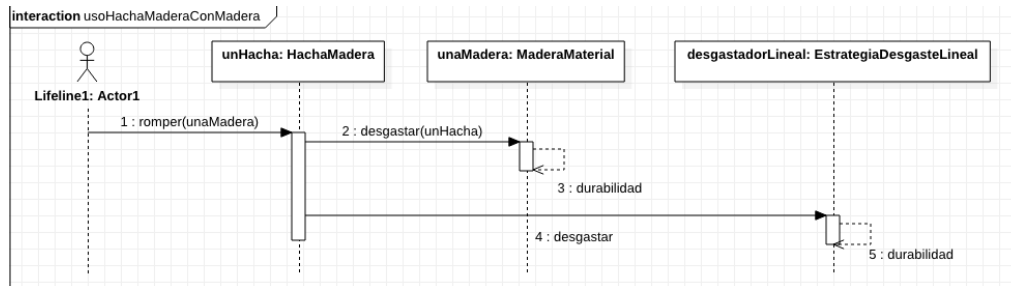 interaction usoHachaMaderaConMadera
unHacha: HachaMadera
unaMadera: MaderaMaterial
desgastadorLineal: EstrategiaDesgasteLineal
Lifeline1: Actor1
1 : romper(unaMadera)
2 : desgastar(unHacha)
3 : durabilidad
4 : desgastar
5 : durabilidad